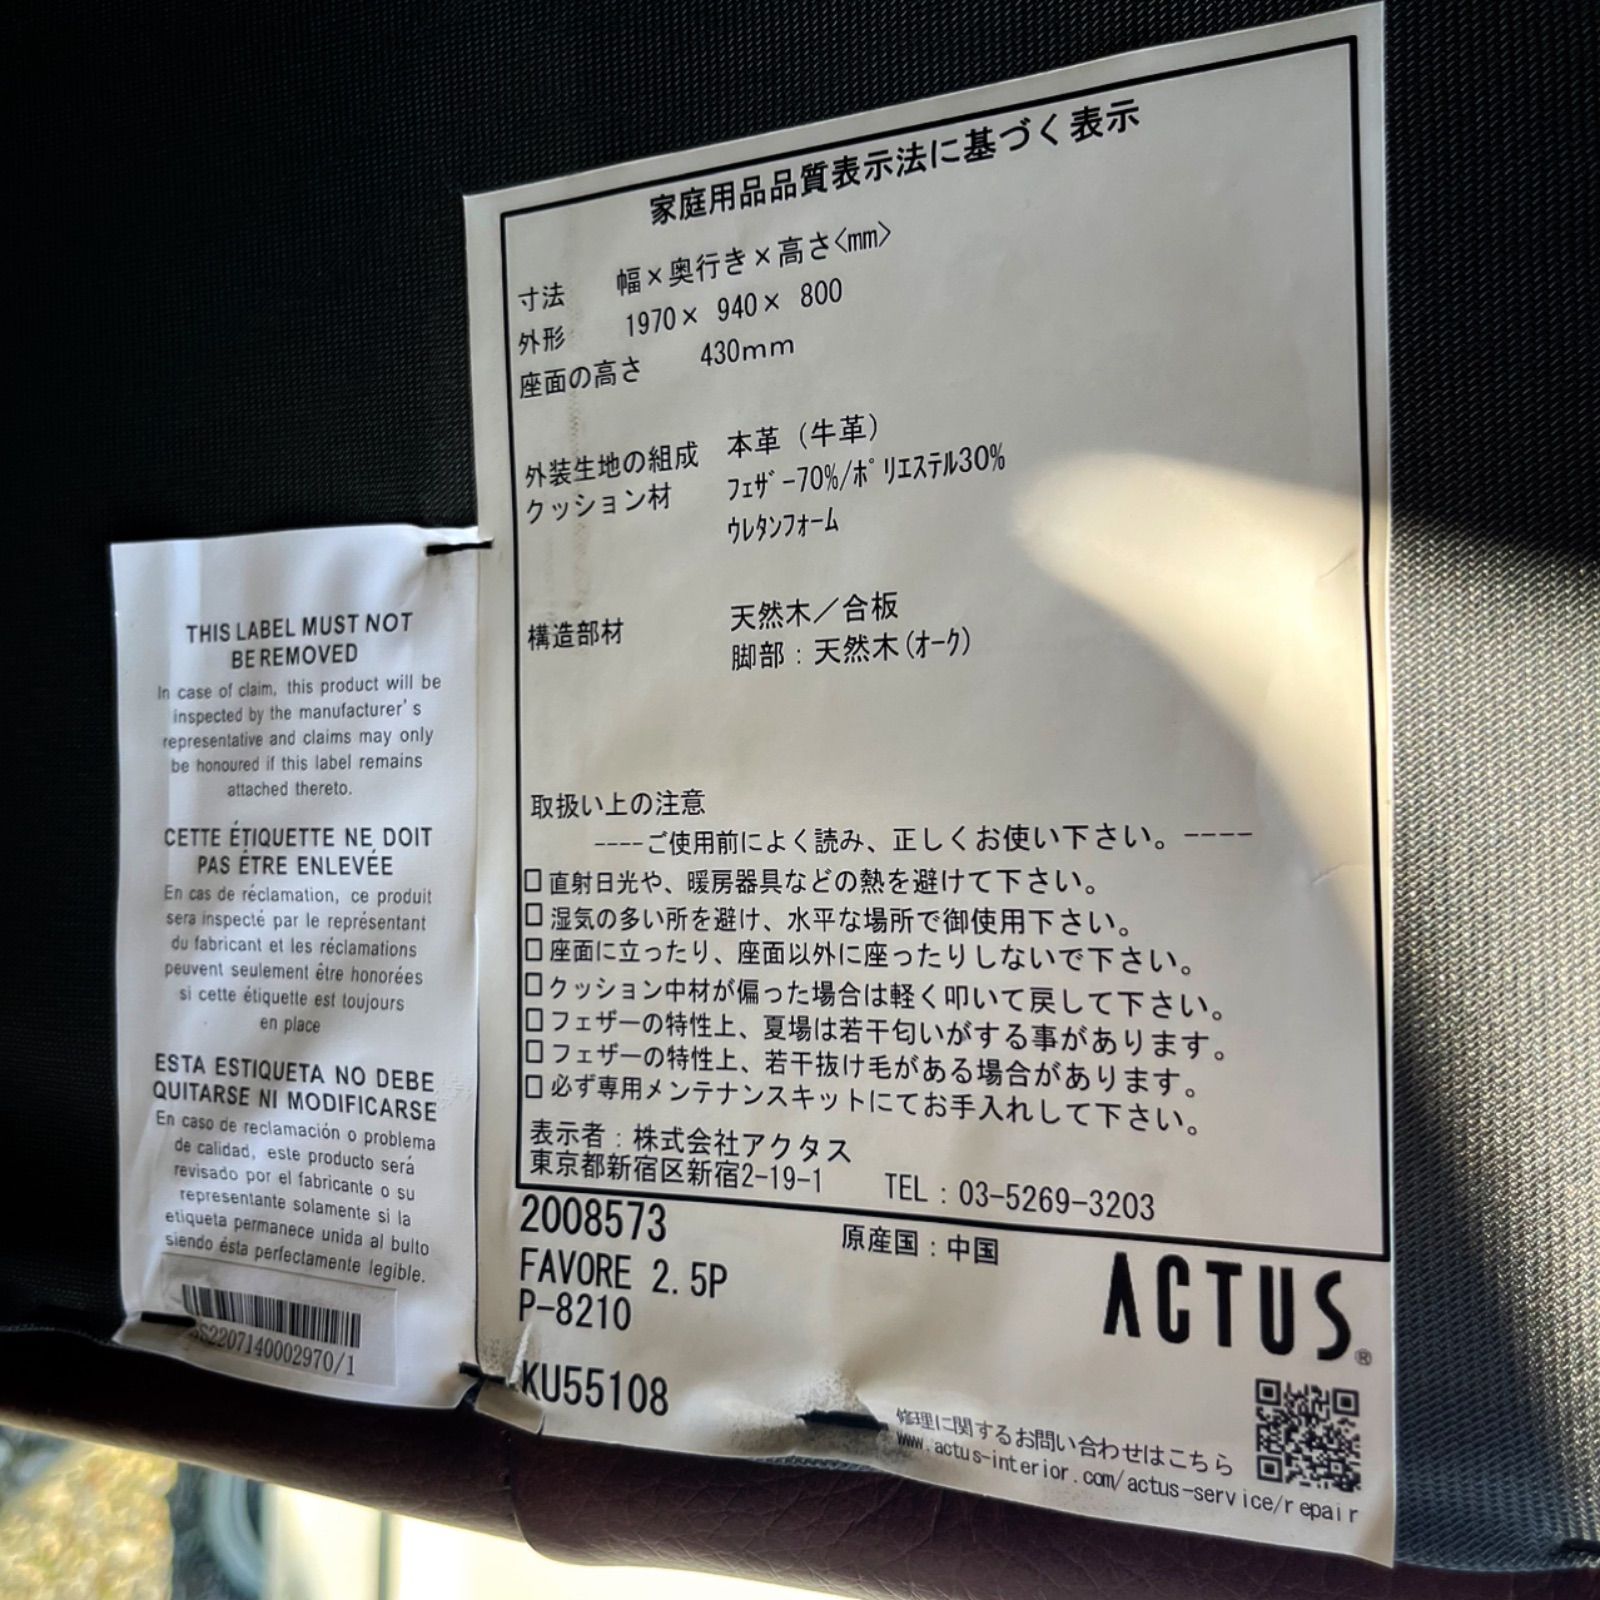 家庭用品品質表示法に基づく表示
寸法 幅×奥行き×高さ<mm>
外形 1970× 940× 800
座面の高さ 430mm
外装生地の組成 本革（牛革）
クッション材 フェザー70%/ポリエステル30%
ウレタンフォーム
構造部材 天然木／合板
脚部：天然木(オーク)
取扱い上の注意
----ご使用前によく読み、正しくお使い下さい。----
□直射日光や、暖房器具などの熱を避けて下さい。
□湿気の多い所を避け、水平な場所で御使用下さい。
□座面に立ったり、座面以外に座ったりしないで下さい。
□クッション中材が偏った場合は軽く叩いて戻して下さい。
□フェザーの特性上、夏場は若干匂いがする事があります。
□フェザーの特性上、若干抜け毛がある場合があります。
□必ず専用メンテナンスキットにてお手入れして下さい。
表示者：株式会社アクタス
東京都新宿区新宿2-19-1 TEL：03-5269-3203
2008573 原産国：中国
FAVORE 2.5P
P-8210
KU55108
ACTUS®
修理に関するお問い合わせはこちら
www.actus-interior.com/actus-service/repair
THIS LABEL MUST NOT
BE REMOVED
In case of claim, this product will be
inspected by the manufacturer's
representative and claims may only
be honoured if this label remains
attached thereto.
CETTE ÉTIQUETTE NE DOIT
PAS ÊTRE ENLEVÉE
En cas de réclamation, ce produit
sera inspecté par le représentant
du fabricant et les réclamations
peuvent seulement être honorées
si cette étiquette est toujours
en place
ESTA ESTIQUETA NO DEBE
QUITARSE NI MODIFICARSE
En caso de reclamación o problema
de calidad, este producto será
revisado por el fabricante o su
representante solamente si la
etiqueta permanece unida al bulto
siendo ésta perfectamente legible.